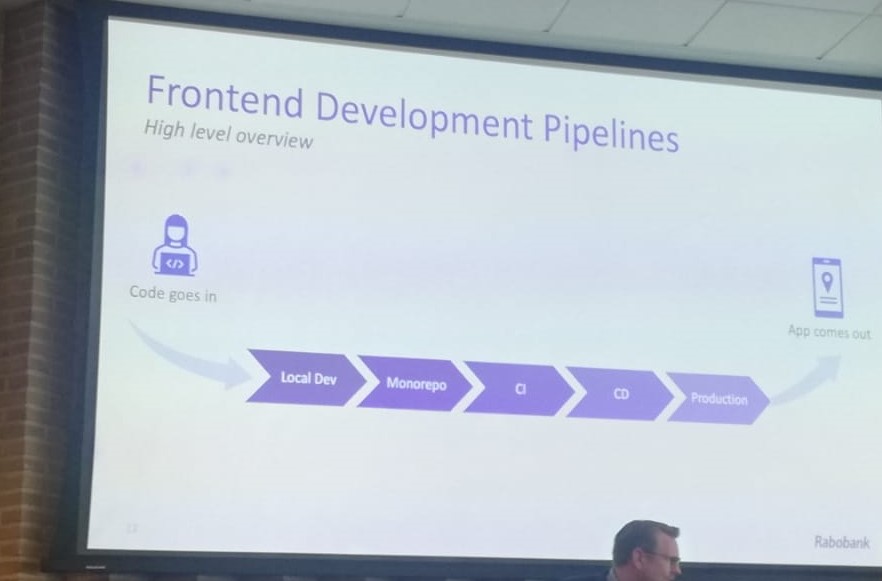 Frontend Development Pipelines
High level overview
</>
Code goes in
App comes out
Local Dev
Monorepo
CI
CD
Production
Rabobank